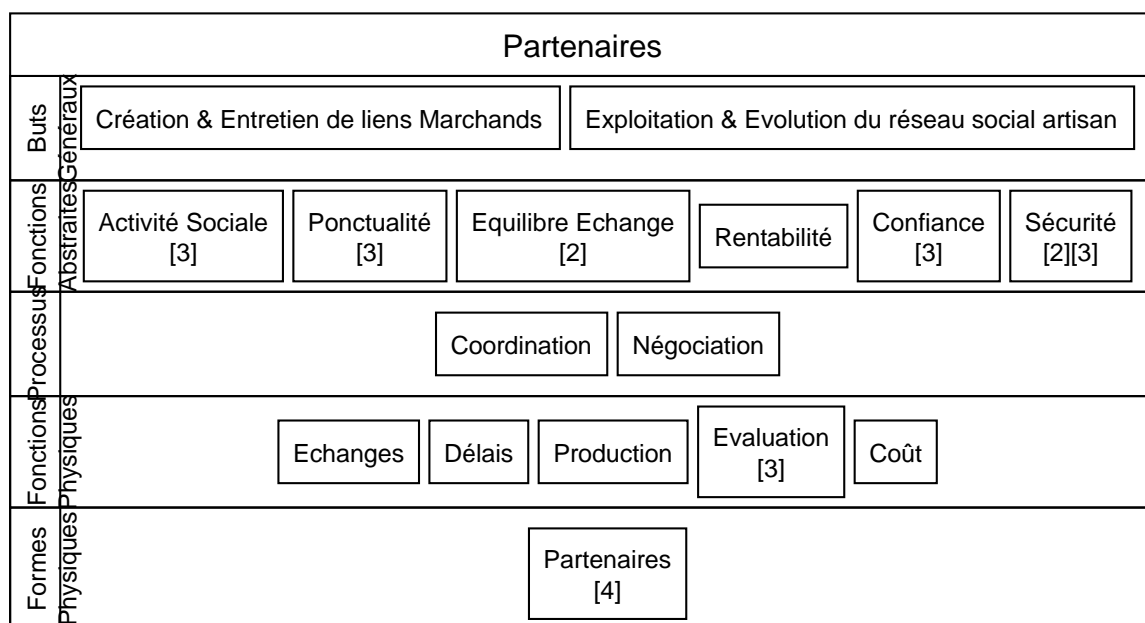 Partenaires
Buts
Généraux
Création & Entretien de liens Marchands
Exploitation & Evolution du réseau social artisan
Fonctions
Abstraites
Activité Sociale
[3]
Ponctualité
[3]
Equilibre Echange
[2]
Rentabilité
Confiance
[3]
Sécurité
[2][3]
Processus
Coordination
Négociation
Fonctions
Physiques
Echanges
Délais
Production
Evaluation
[3]
Coût
Formes
Physiques
Partenaires
[4]